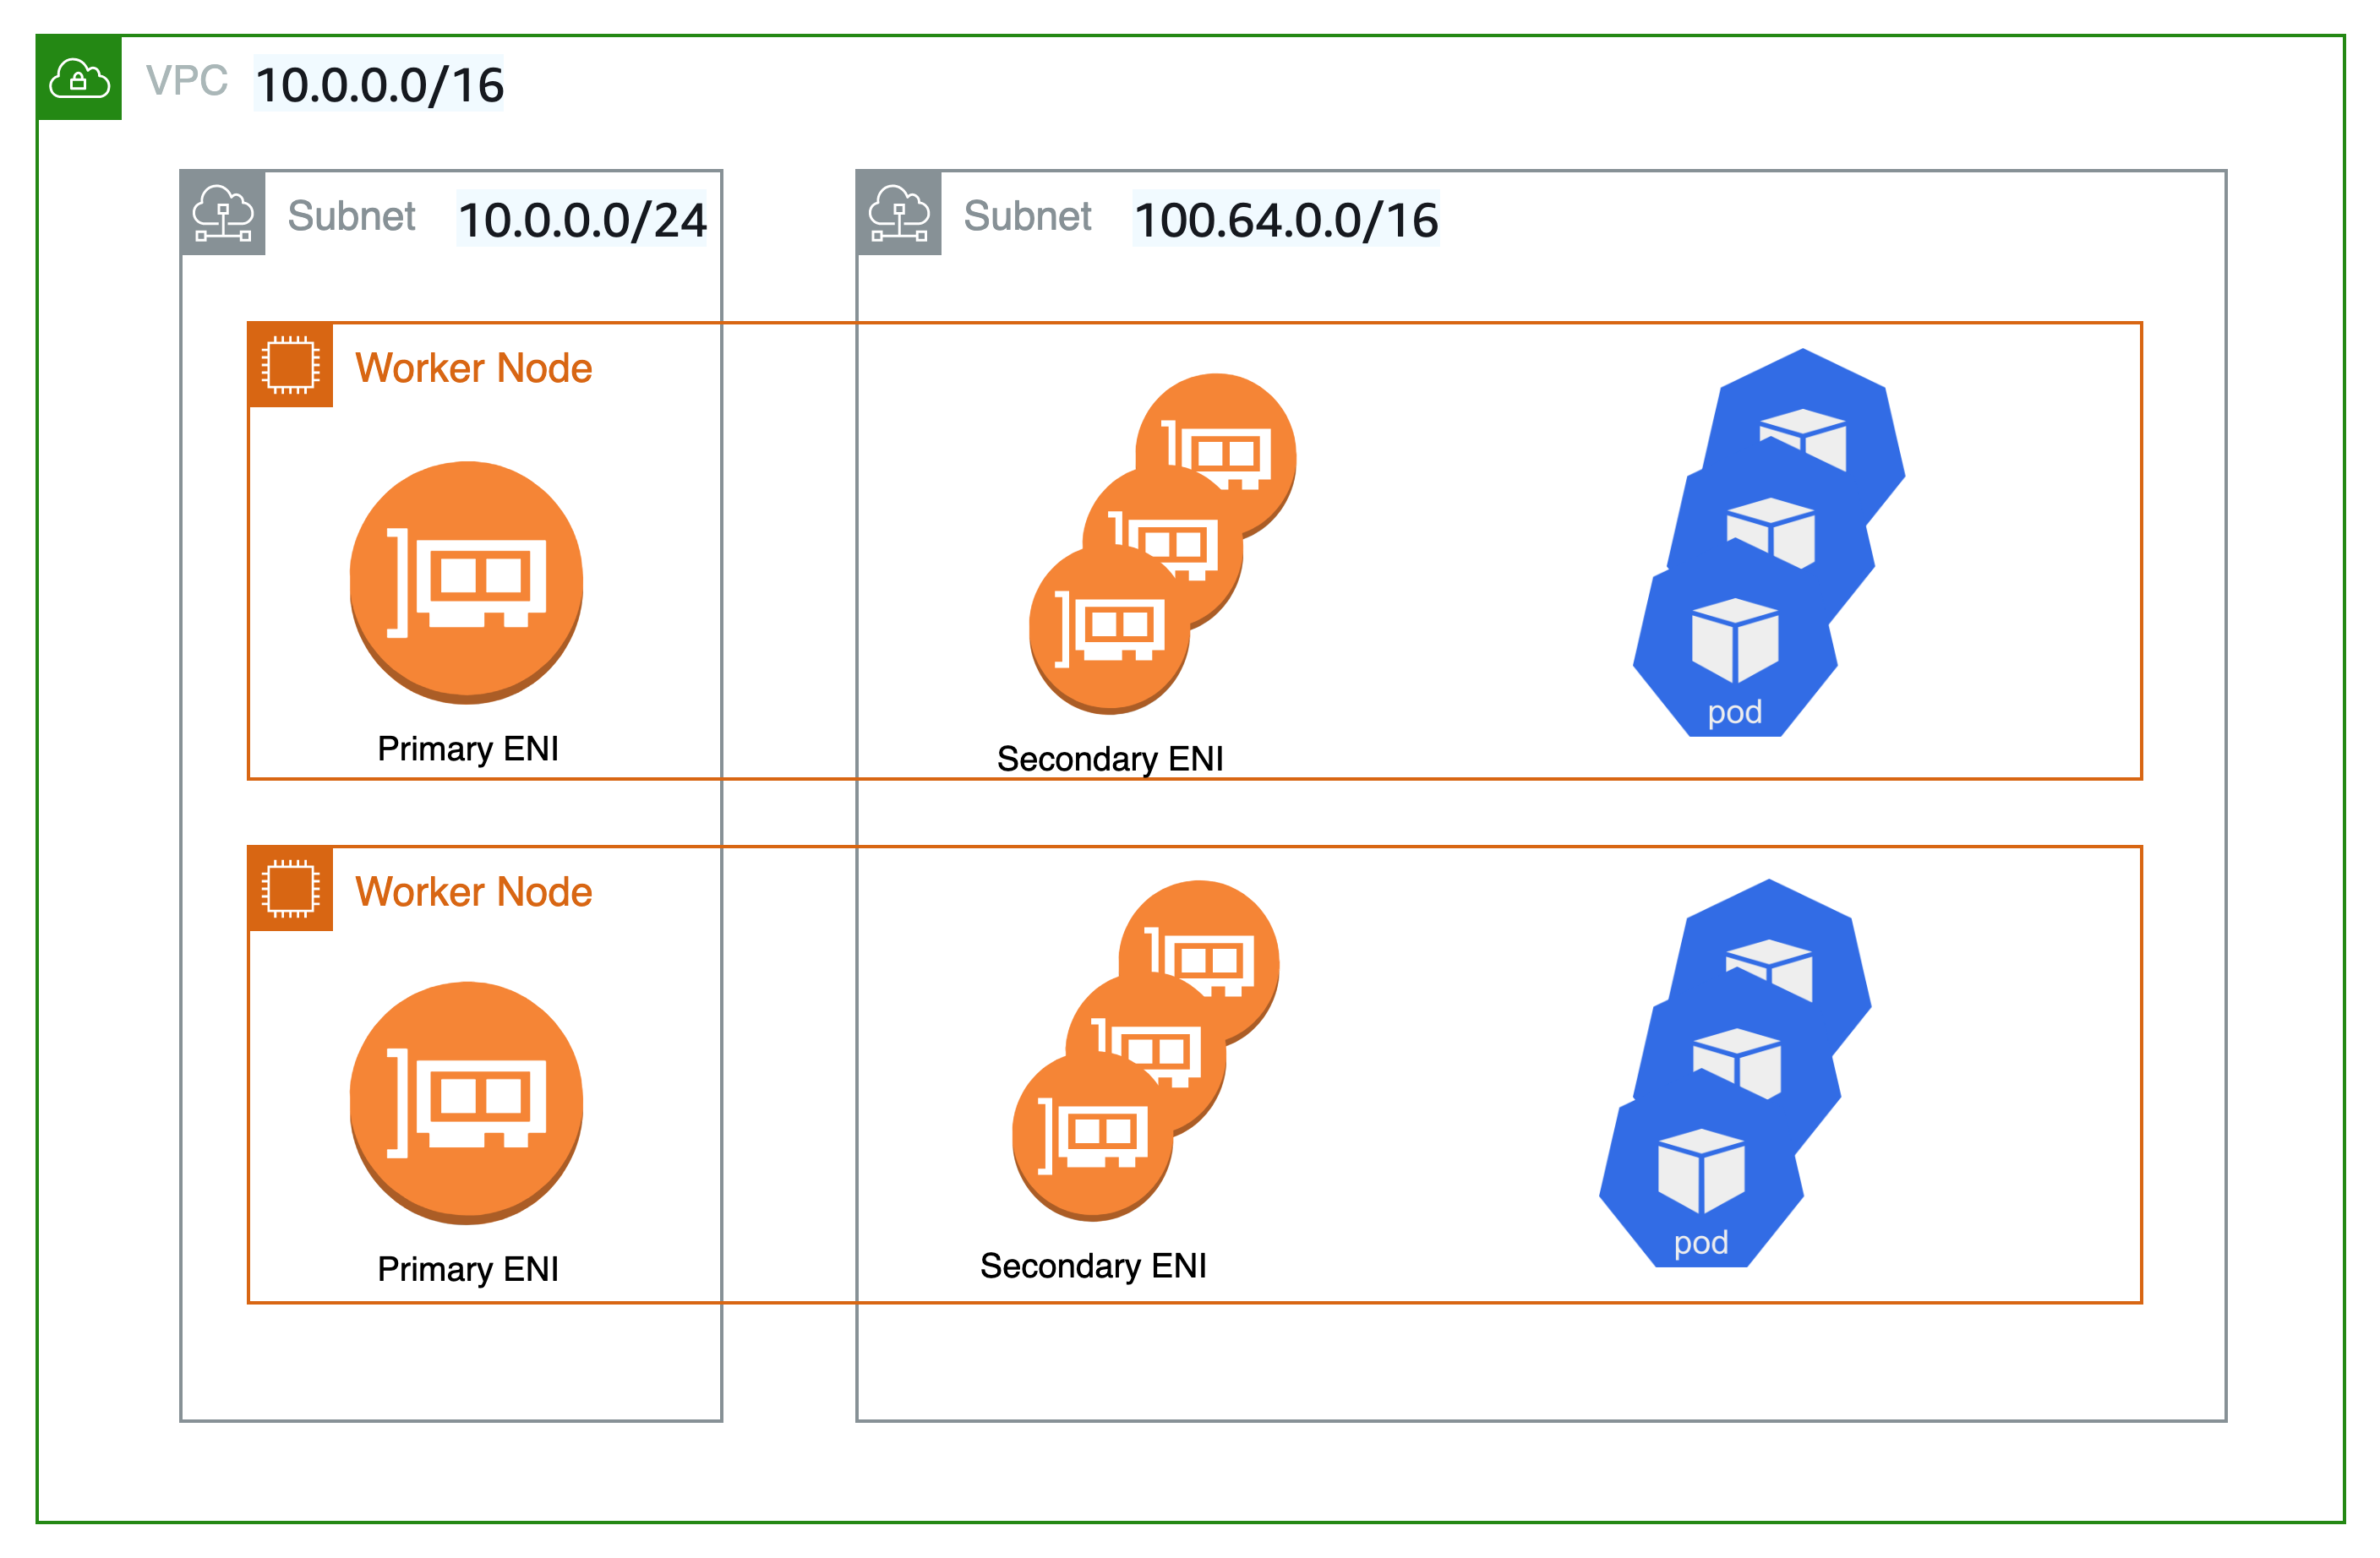 VPC 10.0.0.0/16
Subnet 10.0.0.0/24
Subnet 100.64.0.0/16
Worker Node
pod
Primary ENI
Secondary ENI
Worker Node
pod
Primary ENI
Secondary ENI